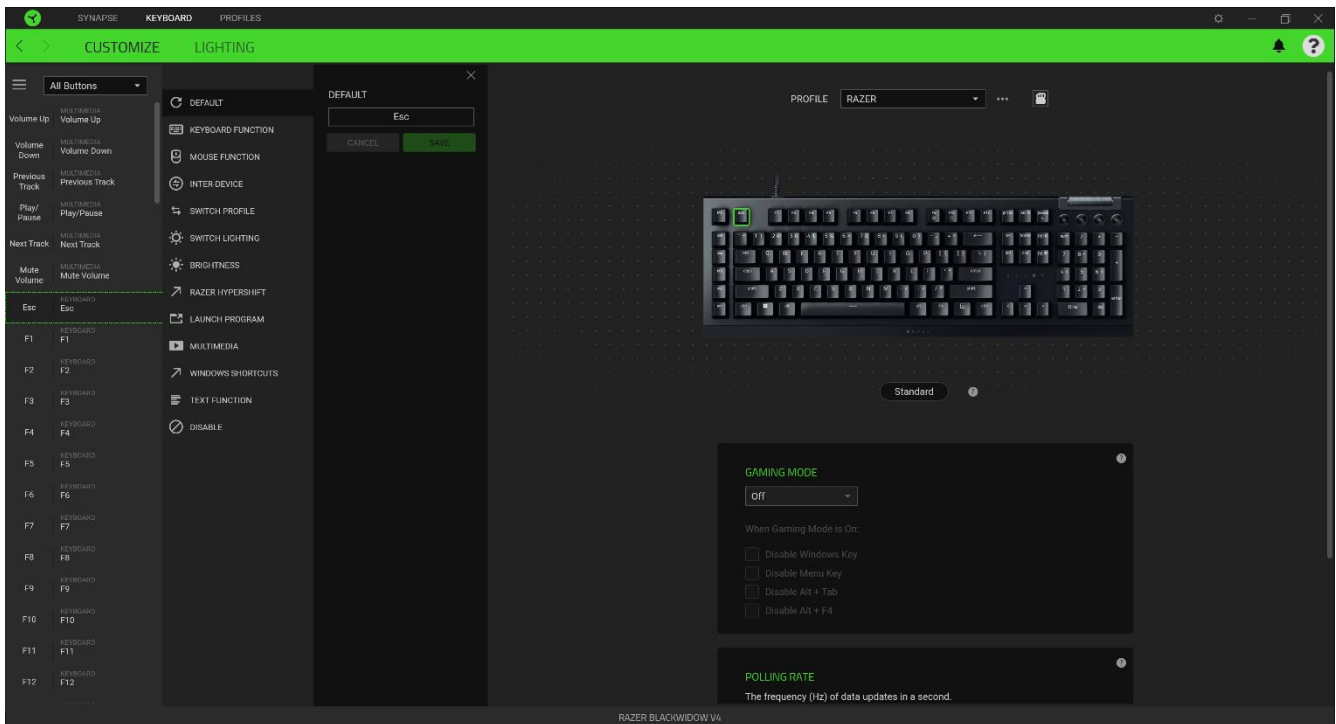 SYNAPSE KEYBOARD PROFILES
CUSTOMIZE LIGHTING
All Buttons
Volume Up MULTIMEDIA Volume Up
Volume Down MULTIMEDIA Volume Down
Previous Track MULTIMEDIA Previous Track
Play/Pause MULTIMEDIA Play/Pause
Next Track MULTIMEDIA Next Track
Mute Volume MULTIMEDIA Mute Volume
Esc KEYBOARD Esc
F1 KEYBOARD F1
F2 KEYBOARD F2
F3 KEYBOARD F3
F4 KEYBOARD F4
F5 KEYBOARD F5
F6 KEYBOARD F6
F7 KEYBOARD F7
F8 KEYBOARD F8
F9 KEYBOARD F9
F10 KEYBOARD F10
F11 KEYBOARD F11
F12 KEYBOARD F12
DEFAULT
KEYBOARD FUNCTION
MOUSE FUNCTION
INTER-DEVICE
SWITCH PROFILE
SWITCH LIGHTING
BRIGHTNESS
RAZER HYPERSHIFT
LAUNCH PROGRAM
MULTIMEDIA
WINDOWS SHORTCUTS
TEXT FUNCTION
DISABLE
DEFAULT
Esc
CANCEL SAVE
PROFILE RAZER
Standard
GAMING MODE
Off
When Gaming Mode is On:
Disable Windows Key
Disable Menu Key
Disable Alt + Tab
Disable Alt + F4
POLLING RATE
The frequency (Hz) of data updates in a second.
RAZER BLACKWIDOW V4